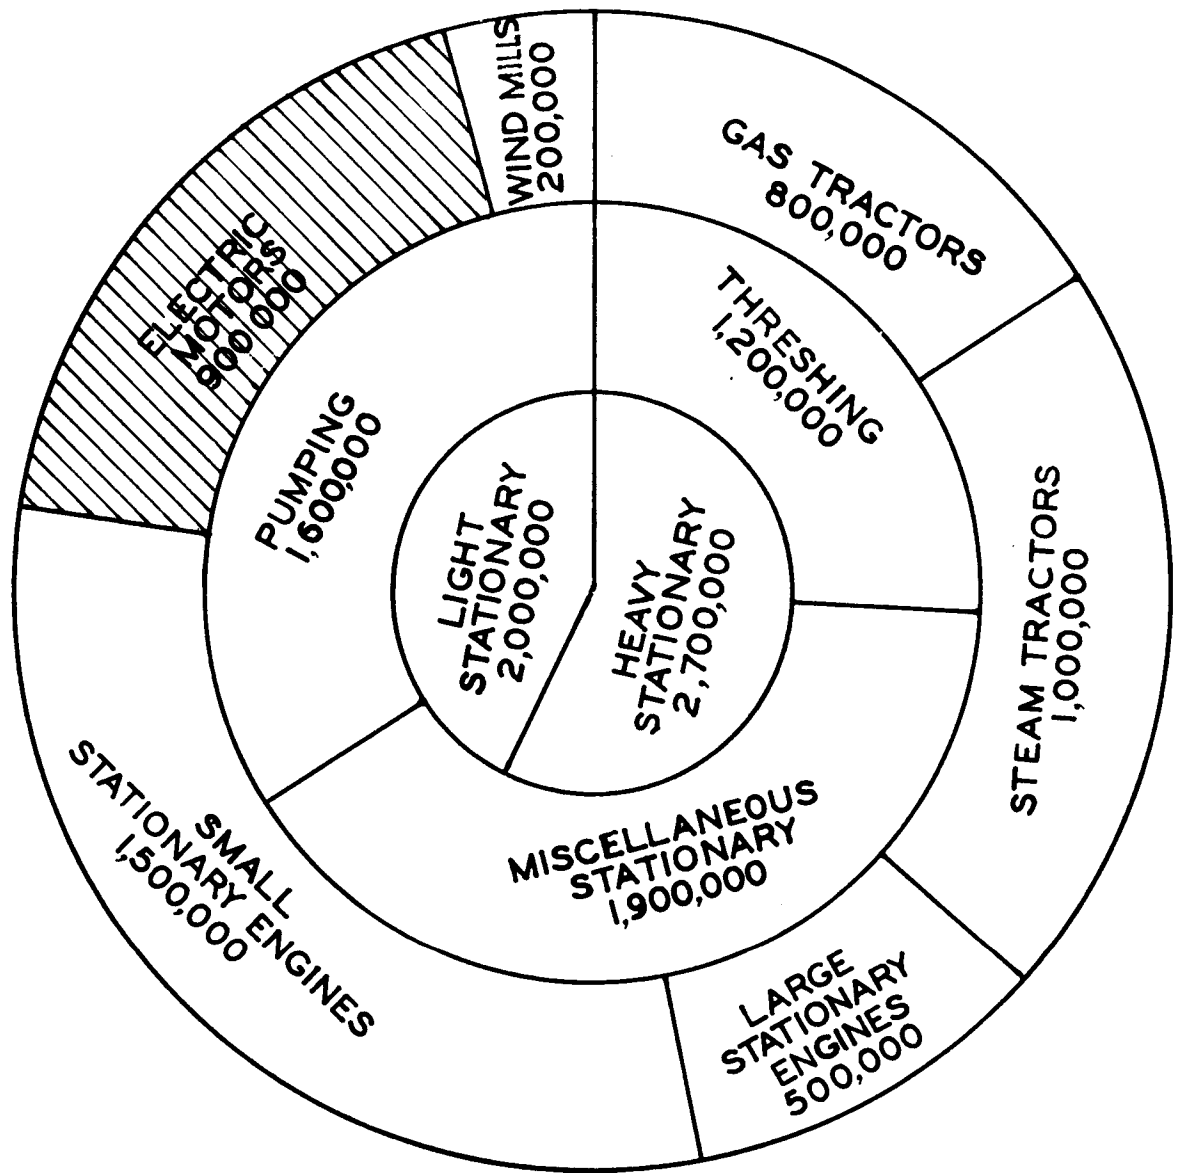 WIND MILLS
200,000
GAS TRACTORS
800,000
ELECTRIC
MOTORS
900 000
THRESHING
1,200,000
PUMPING
1,600,000
LIGHT
STATIONARY
2,000,000
HEAVY
STATIONARY
2,700,000
STEAM TRACTORS
1,000,000
MISCELLANEOUS
STATIONARY
1,900,000
SMALL
STATIONARY ENGINES
1,500,000
LARGE
STATIONARY
ENGINES
500,000